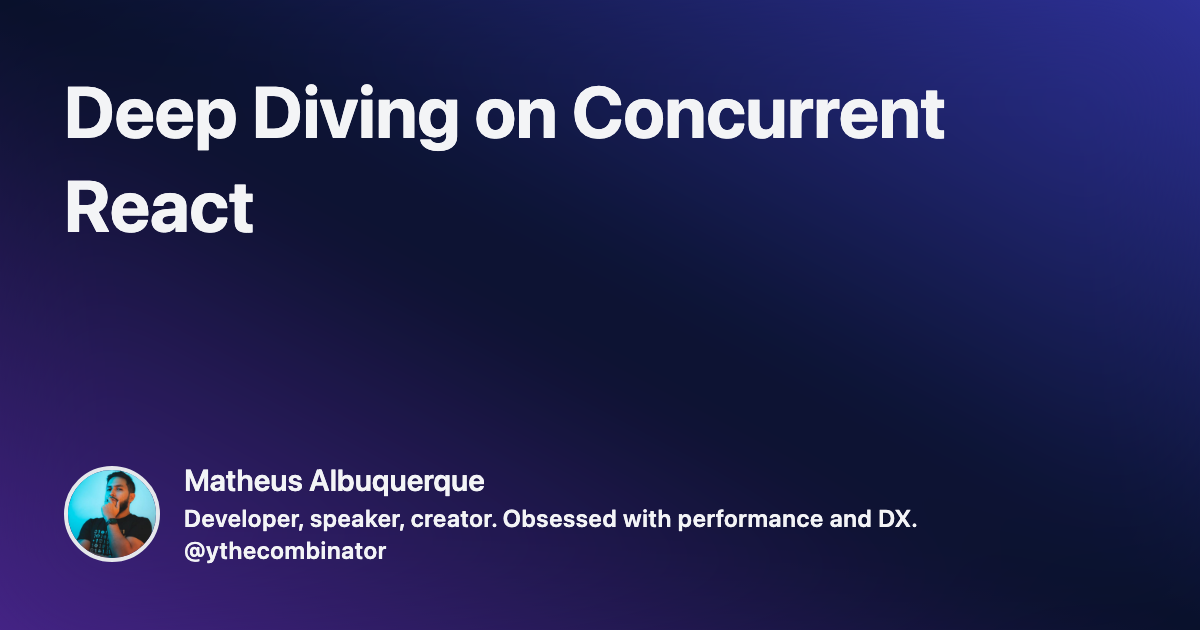 Deep Diving on Concurrent
React
Matheus Albuquerque
Developer, speaker, creator. Obsessed with performance and DX.
@ythecombinator